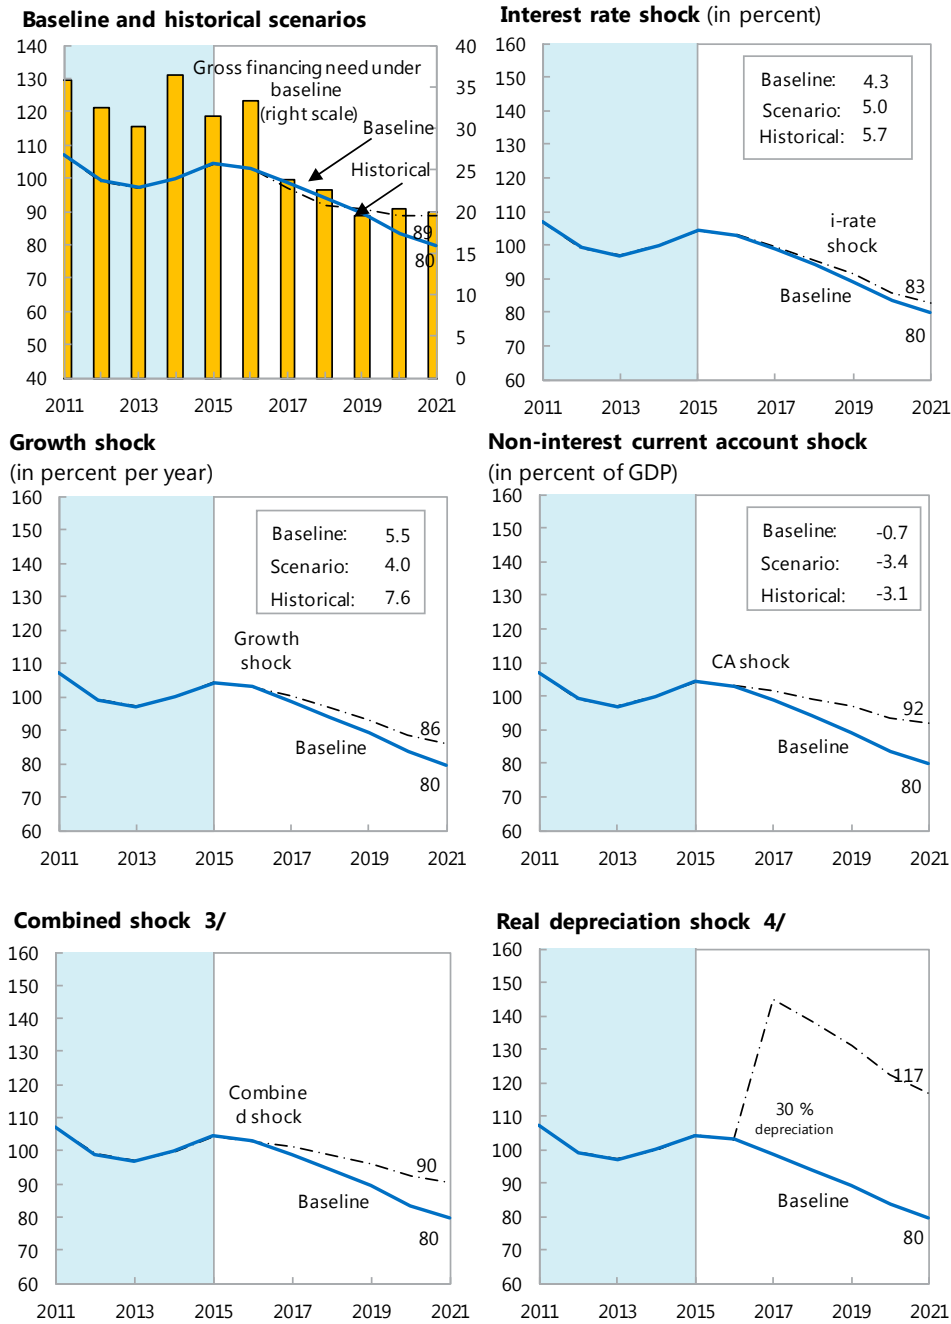 Baseline and historical scenarios
140
130
120
110
100
90
80
70
60
50
40
40
35
30
25
20
15
10
5
0
Gross financing need under
baseline
(right scale)
Baseline
Historical
89
80
2011 2013 2015 2017 2019 2021
Interest rate shock (in percent)
160
150
140
130
120
110
100
90
80
70
60
Baseline: 4.3
Scenario: 5.0
Historical: 5.7
i-rate
shock
83
Baseline
80
2011 2013 2015 2017 2019 2021
Growth shock
(in percent per year)
160
150
140
130
120
110
100
90
80
70
60
Baseline: 5.5
Scenario: 4.0
Historical: 7.6
Growth
shock
86
Baseline
80
2011 2013 2015 2017 2019 2021
Non-interest current account shock
(in percent of GDP)
160
150
140
130
120
110
100
90
80
70
60
Baseline: -0.7
Scenario: -3.4
Historical: -3.1
CA shock
92
Baseline
80
2011 2013 2015 2017 2019 2021
Combined shock 3/
160
150
140
130
120
110
100
90
80
70
60
Combine
d shock
90
Baseline
80
2011 2013 2015 2017 2019 2021
Real depreciation shock 4/
160
150
140
130
120
110
100
90
80
70
60
117
30 %
depreciation
Baseline
80
2011 2013 2015 2017 2019 2021